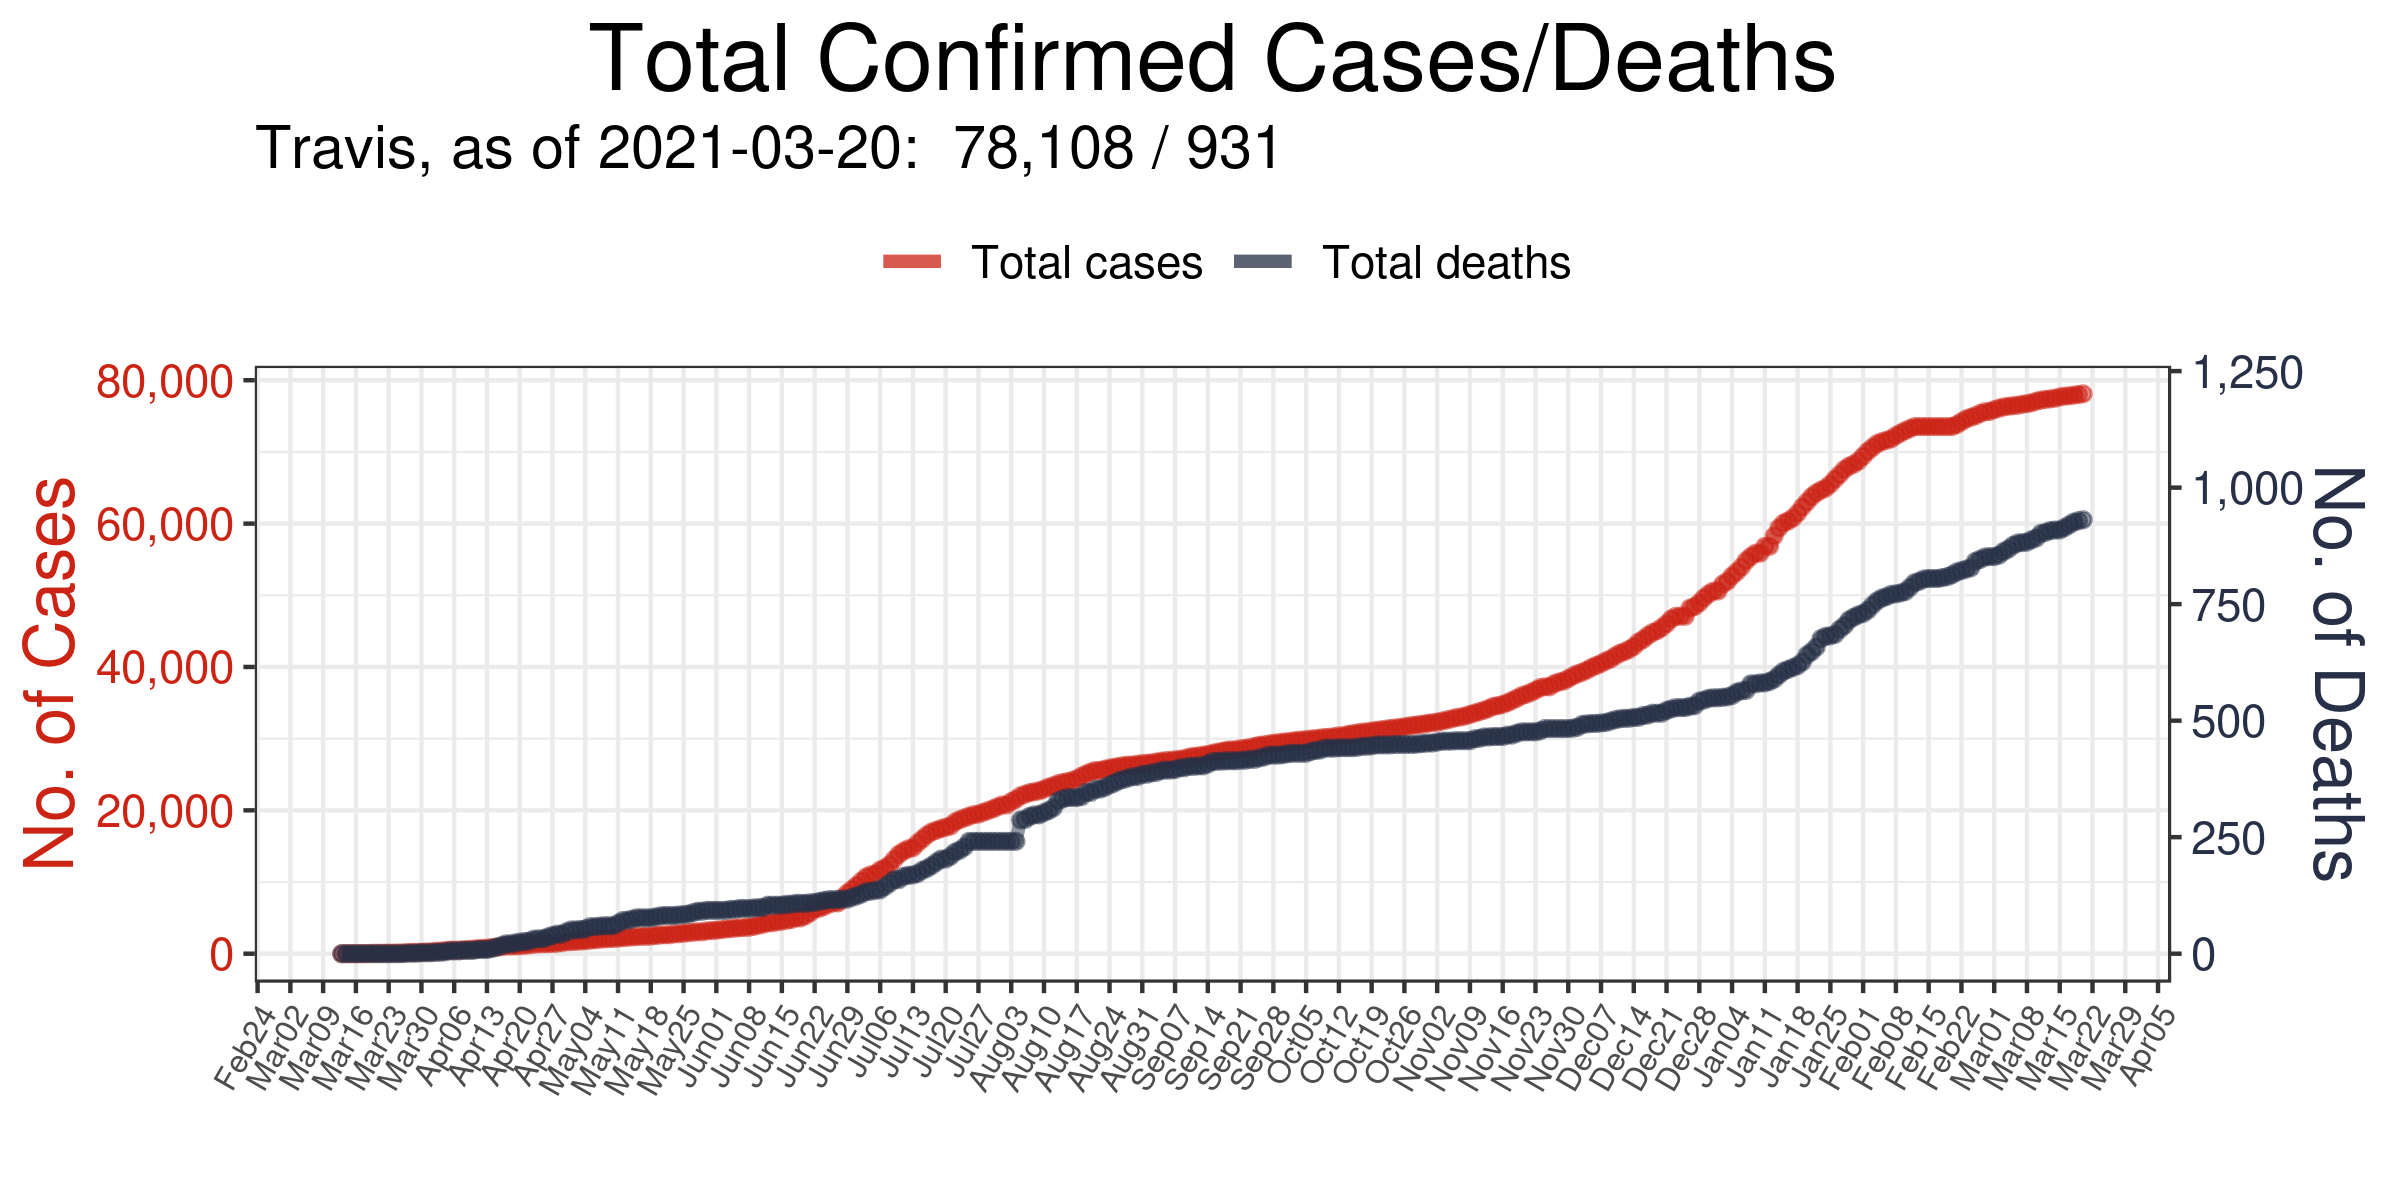 Total Confirmed Cases/Deaths
Travis, as of 2021-03-20:  78,108 / 931
Total cases
Total deaths
No. of Cases
80,000
60,000
40,000
20,000
0
1,250
1,000
750
500
250
0
No. of Deaths
Feb24
Mar02
Mar09
Mar16
Mar23
Mar30
Apr06
Apr13
Apr20
Apr27
May04
May11
May18
May25
Jun01
Jun08
Jun15
Jun22
Jun29
Jul06
Jul13
Jul20
Jul27
Aug03
Aug10
Aug17
Aug24
Aug31
Sep07
Sep14
Sep21
Sep28
Oct05
Oct12
Oct19
Oct26
Nov02
Nov09
Nov16
Nov23
Nov30
Dec07
Dec14
Dec21
Dec28
Jan04
Jan11
Jan18
Jan25
Feb01
Feb08
Feb15
Feb22
Mar01
Mar08
Mar15
Mar22
Mar29
Apr05